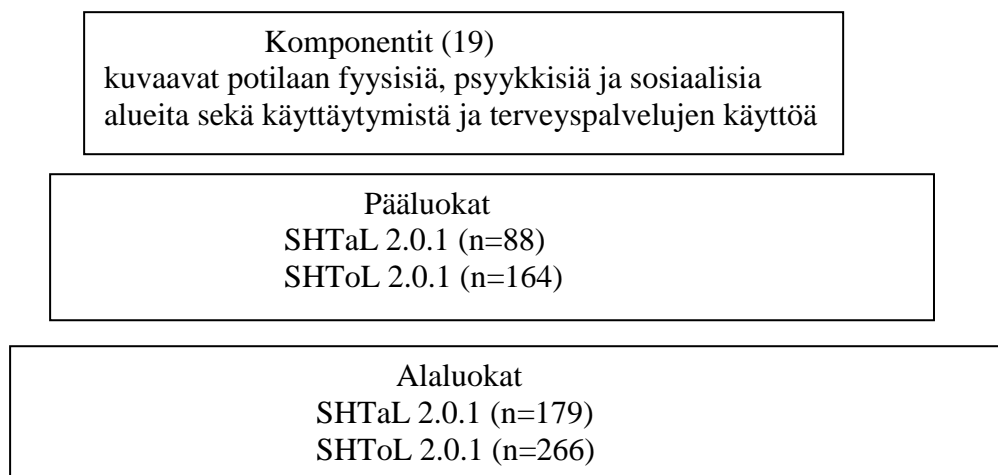 Komponentit (19)
kuvaavat potilaan fyysisiä, psyykkisiä ja sosiaalisia
alueita sekä käyttäytymistä ja terveyspalvelujen käyttöä
Pääluokat
SHTaL 2.0.1 (n=88)
SHToL 2.0.1 (n=164)
Alaluokat
SHTaL 2.0.1 (n=179)
SHToL 2.0.1 (n=266)